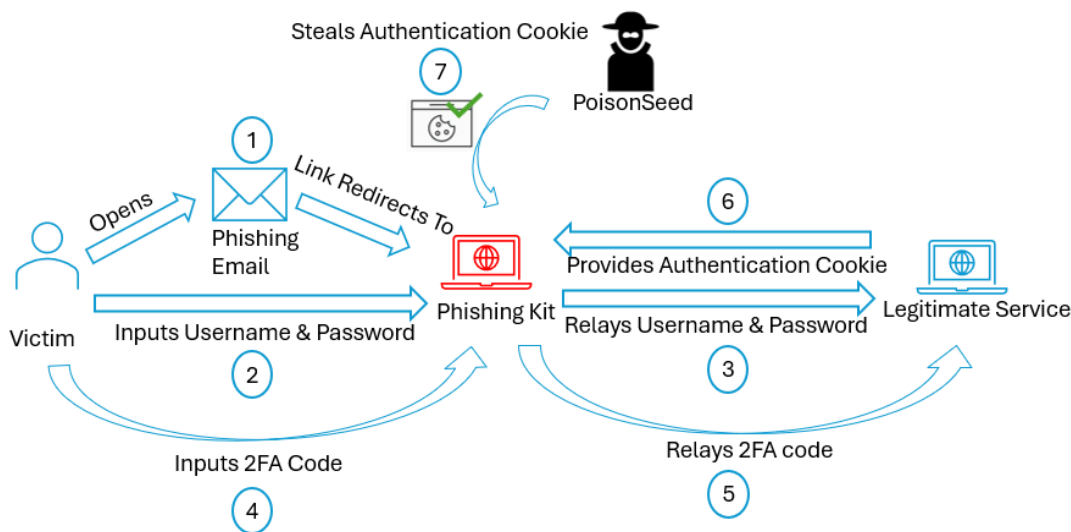 Steals Authentication Cookie
7
PoisonSeed
1
Opens
Link Redirects To
Phishing
Email
6
Provides Authentication Cookie
Victim
Inputs Username & Password
2
Phishing Kit
Relays Username & Password
3
Legitimate Service
Inputs 2FA Code
4
Relays 2FA code
5